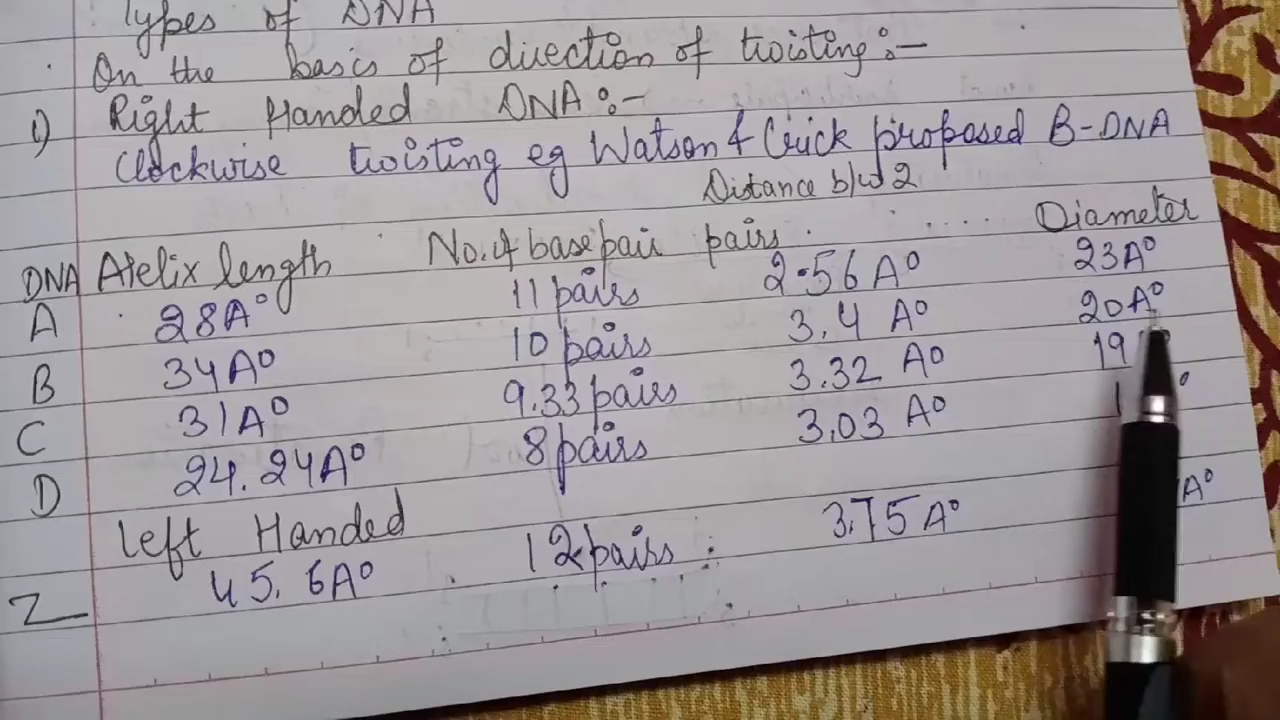 Types of DNA
On the basis of direction of twisting:-
1) Right Handed DNA:-
Clockwise twisting eg Watson & Crick proposed B-DNA
Distance b/w 2
DNA A Helix length No. of base pair pairs. .... Diameter
A 28A° 11 pairs 2.56 A° 23A°
B 34A° 10 pairs 3.4 A° 20A°
C 31A° 9.33 pairs 3.32 A° 19
D 24.24A° 8 pairs 3.03 A°
Left Handed
Z 45.6A° 12 pairs 3.75 A° A°